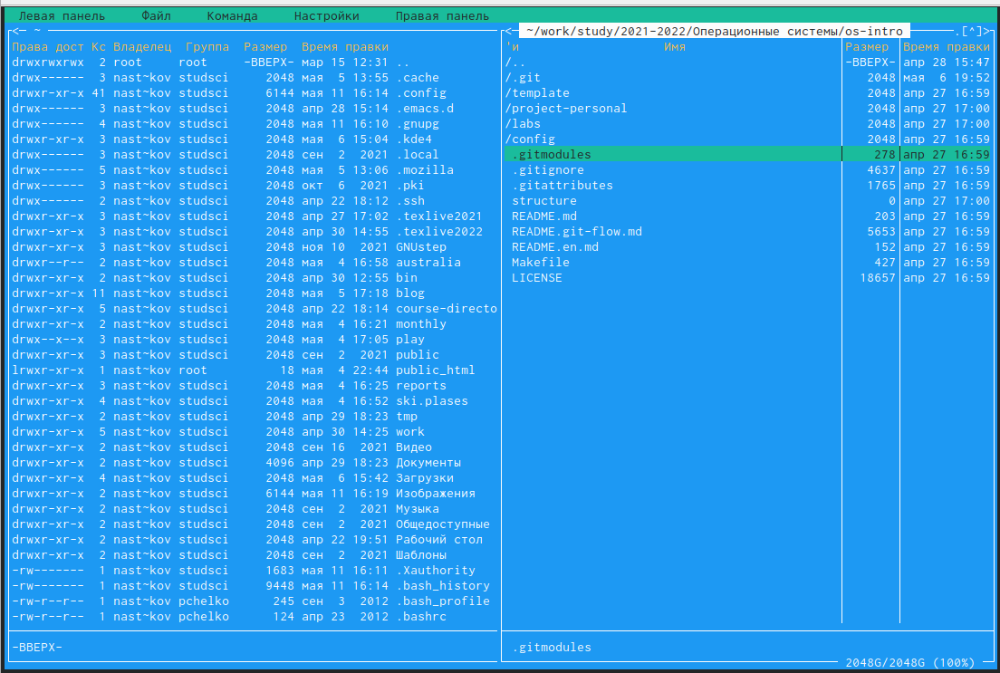 Левая панель Файл Команда Настройки Правая панель
<─ ~
Права дост Кс Владелец Группа Размер Время правки
drwxrwxrwx 2 root root -ВВЕРХ- мар 15 12:31 ..
drwx------ 3 nast~kov studsci 2048 мая 5 13:55 .cache
drwxr-xr-x 41 nast~kov studsci 6144 мая 11 16:14 .config
drwx------ 3 nast~kov studsci 2048 апр 28 15:14 .emacs.d
drwx------ 4 nast~kov studsci 2048 мая 11 16:10 .gnupg
drwxr-xr-x 3 nast~kov studsci 2048 мая 6 15:04 .kde4
drwx------ 3 nast~kov studsci 2048 сен 2 2021 .local
drwx------ 5 nast~kov studsci 2048 мая 5 13:06 .mozilla
drwx------ 3 nast~kov studsci 2048 окт 6 2021 .pki
drwx------ 2 nast~kov studsci 2048 апр 22 18:12 .ssh
drwxr-xr-x 3 nast~kov studsci 2048 апр 27 17:02 .texlive2021
drwxr-xr-x 3 nast~kov studsci 2048 апр 30 14:55 .texlive2022
drwxr-xr-x 3 nast~kov studsci 2048 ноя 10 2021 GNUstep
drwxr--r-- 2 nast~kov studsci 2048 мая 4 16:58 australia
drwxr-xr-x 2 nast~kov studsci 2048 апр 30 12:55 bin
drwxr-xr-x 11 nast~kov studsci 2048 мая 5 17:18 blog
drwxr-xr-x 5 nast~kov studsci 2048 апр 22 18:14 course-directo
drwxr-xr-x 2 nast~kov studsci 2048 мая 4 16:21 monthly
drwx--x--x 3 nast~kov studsci 2048 мая 4 17:05 play
drwxr-xr-x 3 nast~kov studsci 2048 сен 2 2021 public
lrwxr-xr-x 1 nast~kov root 18 мая 4 22:44 public_html
drwxr-xr-x 3 nast~kov studsci 2048 мая 4 16:25 reports
drwxr-xr-x 4 nast~kov studsci 2048 мая 4 16:52 ski.plases
drwxr-xr-x 2 nast~kov studsci 2048 апр 29 18:23 tmp
drwxr-xr-x 5 nast~kov studsci 2048 апр 30 14:25 work
drwxr-xr-x 2 nast~kov studsci 2048 сен 16 2021 Видео
drwxr-xr-x 2 nast~kov studsci 4096 апр 29 18:23 Документы
drwxr-xr-x 4 nast~kov studsci 2048 мая 6 15:42 Загрузки
drwxr-xr-x 2 nast~kov studsci 6144 мая 11 16:19 Изображения
drwxr-xr-x 2 nast~kov studsci 2048 сен 2 2021 Музыка
drwxr-xr-x 2 nast~kov studsci 2048 сен 2 2021 Общедоступные
drwxr-xr-x 2 nast~kov studsci 2048 апр 22 19:51 Рабочий стол
drwxr-xr-x 2 nast~kov studsci 2048 сен 2 2021 Шаблоны
-rw------- 1 nast~kov studsci 1683 мая 11 16:11 .Xauthority
-rw------- 1 nast~kov studsci 9448 мая 11 16:14 .bash_history
-rw-r--r-- 1 nast~kov pchelko 245 сен 3 2012 .bash_profile
-rw-r--r-- 1 nast~kov pchelko 124 апр 23 2012 .bashrc
-ВВЕРХ-
<─ ~/work/study/2021-2022/Операционные системы/os-intro .[^]>
'и Имя Размер Время правки
/.. -ВВЕРХ- апр 28 15:47
/.git 2048 мая 6 19:52
/template 2048 апр 27 16:59
/project-personal 2048 апр 27 17:00
/labs 2048 апр 27 17:00
/config 2048 апр 27 16:59
.gitmodules 278 апр 27 16:59
.gitignore 4637 апр 27 16:59
.gitattributes 1765 апр 27 16:59
structure 0 апр 27 17:00
README.md 203 апр 27 16:59
README.git-flow.md 5653 апр 27 16:59
README.en.md 152 апр 27 16:59
Makefile 427 апр 27 16:59
LICENSE 18657 апр 27 16:59
.gitmodules
2048G/2048G (100%)